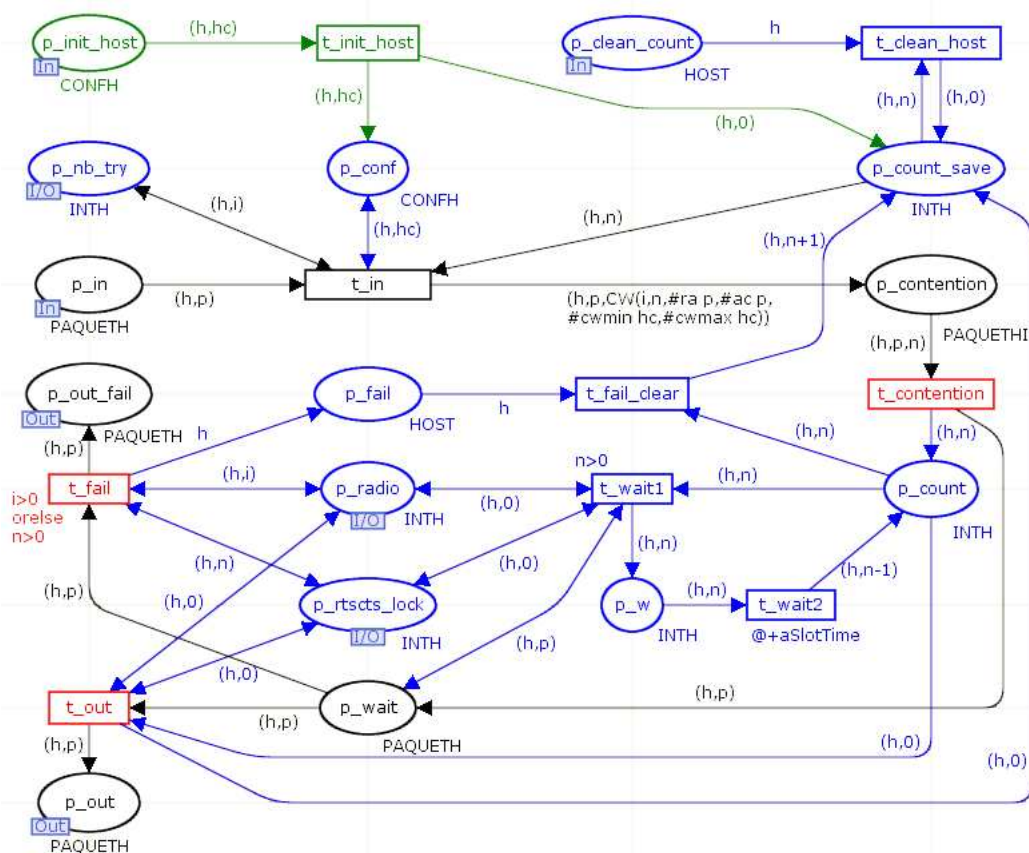 (h,hc)
h
p_init_host
t_init_host
p_clean_count
t_clean_host
In
CONFH
In
HOST
(h,hc)
(h,n)
(h,0)
(h,0)
p_nb_try
p_conf
p_count_save
I/O
INTH
CONFH
INTH
(h,i)
(h,hc)
(h,n)
(h,n+1)
p_in
t_in
p_contention
(h,p)
In
PAQUETH
(h,p,CW(i,n,#ra p,#ac p,
#cwmin hc,#cwmax hc))
PAQUETHI
(h,p,n)
p_out_fail
p_fail
t_fail_clear
t_contention
Out
PAQUETH
h
HOST
(h,p)
h
(h,n)
(h,n)
n>0
t_fail
(h,i)
p_radio
(h,0)
t_wait1
(h,n)
p_count
i>0
orelse
n>0
I/O
INTH
INTH
(h,n)
(h,n)
(h,0)
(h,n-1)
(h,p)
(h,0)
p_rtscts_lock
p_w
(h,n)
t_wait2
I/O
INTH
INTH
@+aSlotTime
(h,0)
(h,p)
(h,p)
t_out
(h,p)
p_wait
(h,p)
PAQUETH
(h,0)
(h,0)
p_out
Out
PAQUETH